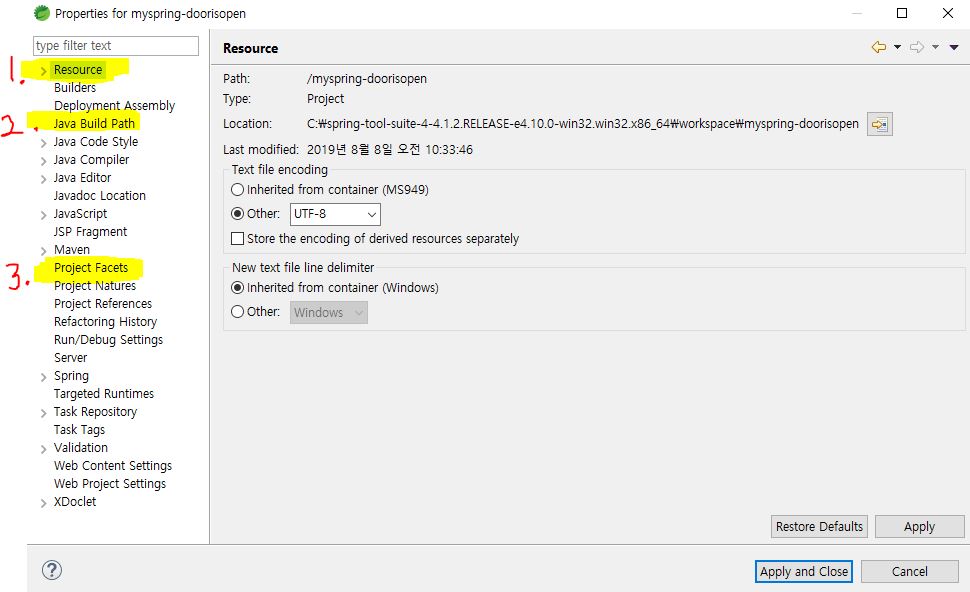 Properties for myspring-doorisopen
type filter text
1. Resource
Builders
Deployment Assembly
2. Java Build Path
Java Code Style
Java Compiler
Java Editor
Javadoc Location
JavaScript
JSP Fragment
Maven
3. Project Facets
Project Natures
Project References
Refactoring History
Run/Debug Settings
Server
Spring
Targeted Runtimes
Task Repository
Task Tags
Validation
Web Content Settings
Web Project Settings
XDoclet
Resource
Path: /myspring-doorisopen
Type: Project
Location: C:₩spring-tool-suite-4-4.1.2.RELEASE-e4.10.0-win32.win32.x86_64₩workspace₩myspring-doorisopen
Last modified: 2019년 8월 8일 오전 10:33:46
Text file encoding
Inherited from container (MS949)
Other: UTF-8
Store the encoding of derived resources separately
New text file line delimiter
Inherited from container (Windows)
Other: Windows
Restore Defaults Apply
? Apply and Close Cancel